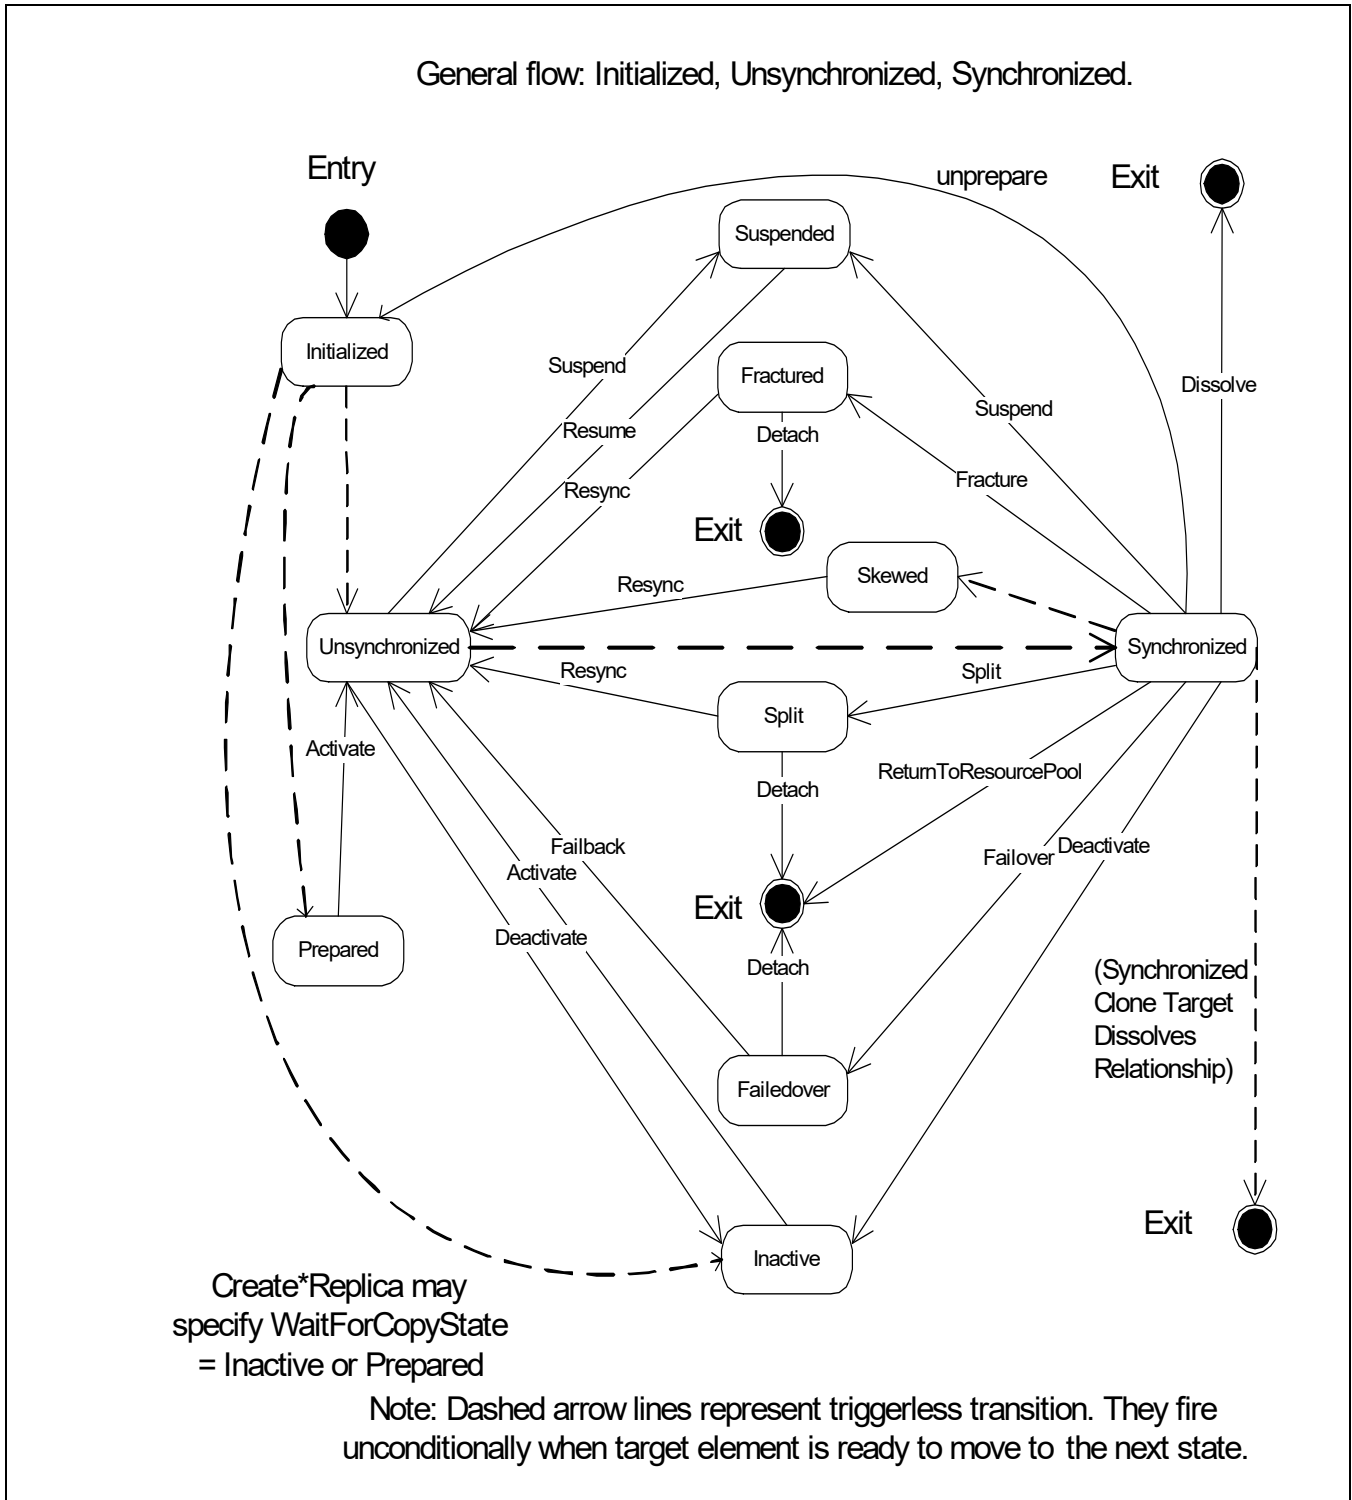 General flow: Initialized, Unsynchronized, Synchronized.
Entry
unprepare
Exit
Suspended
Initialized
Suspend
Fractured
Dissolve
Suspend
Resume
Detach
Fracture
Resync
Exit
Skewed
Resync
Unsynchronized
Synchronized
Resync
Split
Split
Activate
ReturnToResourcePool
Detach
Failback
Failover
Deactivate
Activate
Exit
Deactivate
Prepared
Detach
(Synchronized
Clone Target
Dissolves
Relationship)
Failedover
Exit
Inactive
Create*Replica may
specify WaitForCopyState
= Inactive or Prepared
Note: Dashed arrow lines represent triggerless transition. They fire
unconditionally when target element is ready to move to the next state.